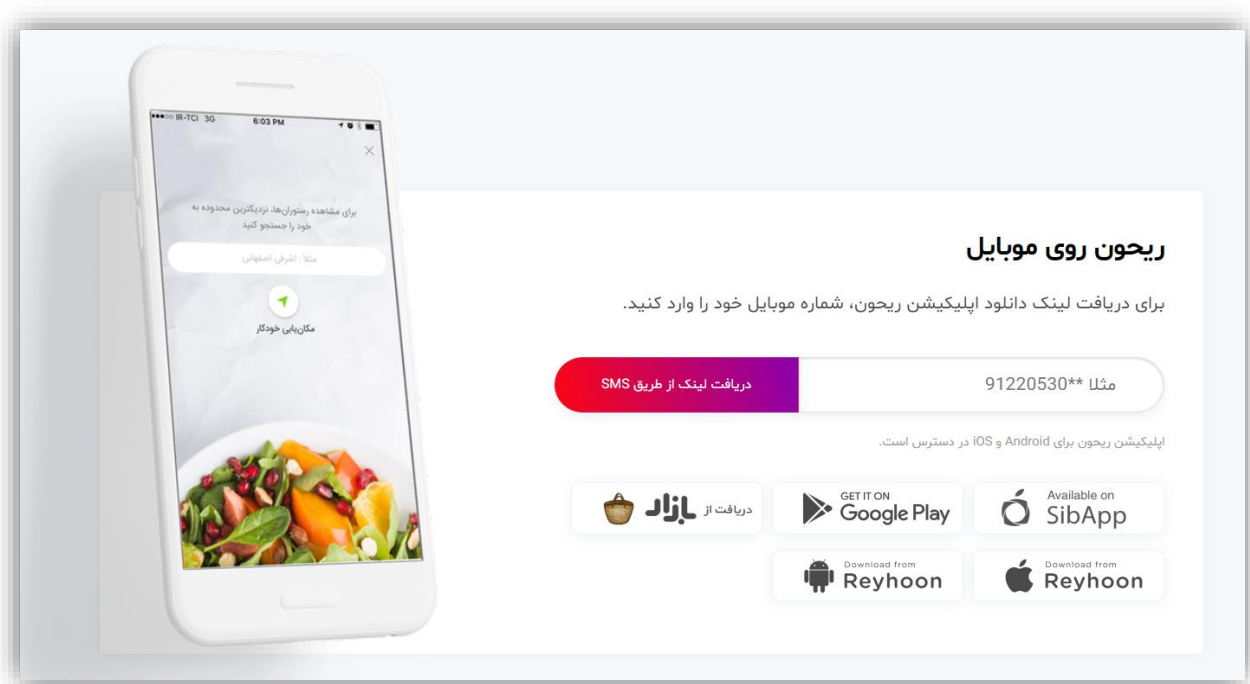 IR-TCI 3G 6:03 PM
برای مشاهده رستوران‌ها، نزدیکترین محدوده به
خود را جستجو کنید
مثلا : اشرفی اصفهانی
مکان‌یابی خودکار
ریحون روی موبایل
برای دریافت لینک دانلود اپلیکیشن ریحون، شماره موبایل خود را وارد کنید.
مثلا **91220530
دریافت لینک از طریق SMS
اپلیکیشن ریحون برای Android و iOS در دسترس است.
Available on
SibApp
GET IT ON
Google Play
دریافت از بازار
Download from
Reyhoon
Download from
Reyhoon